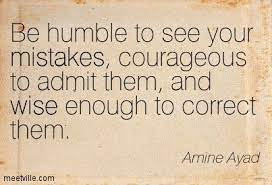 Be humble to see your
mistakes, courageous
to admit them, and
wise enough to correct
them.
Amine Ayad
meetville.com